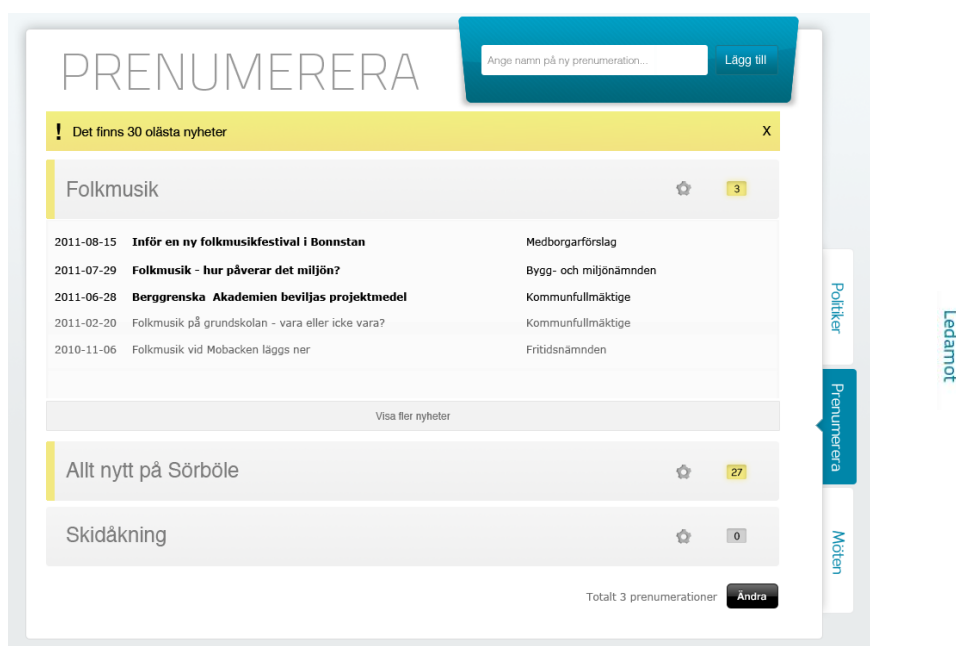 PRENUMERERA
Ange namn på ny prenumeration...
Lägg till
! Det finns 30 olästa nyheter X
Folkmusik 3
2011-08-15 Inför en ny folkmusikfestival i Bonnstan Medborgarförslag
2011-07-29 Folkmusik - hur påverar det miljön? Bygg- och miljönämnden
2011-06-28 Berggrenska Akademien beviljas projektmedel Kommunfullmäktige
2011-02-20 Folkmusik på grundskolan - vara eller icke vara? Kommunfullmäktige
2010-11-06 Folkmusik vid Mobacken läggs ner Fritidsnämnden
Visa fler nyheter
Allt nytt på Sörböle 27
Skidåkning 0
Totalt 3 prenumerationer Ändra
Politiker
Prenumerera
Möten
Ledamot